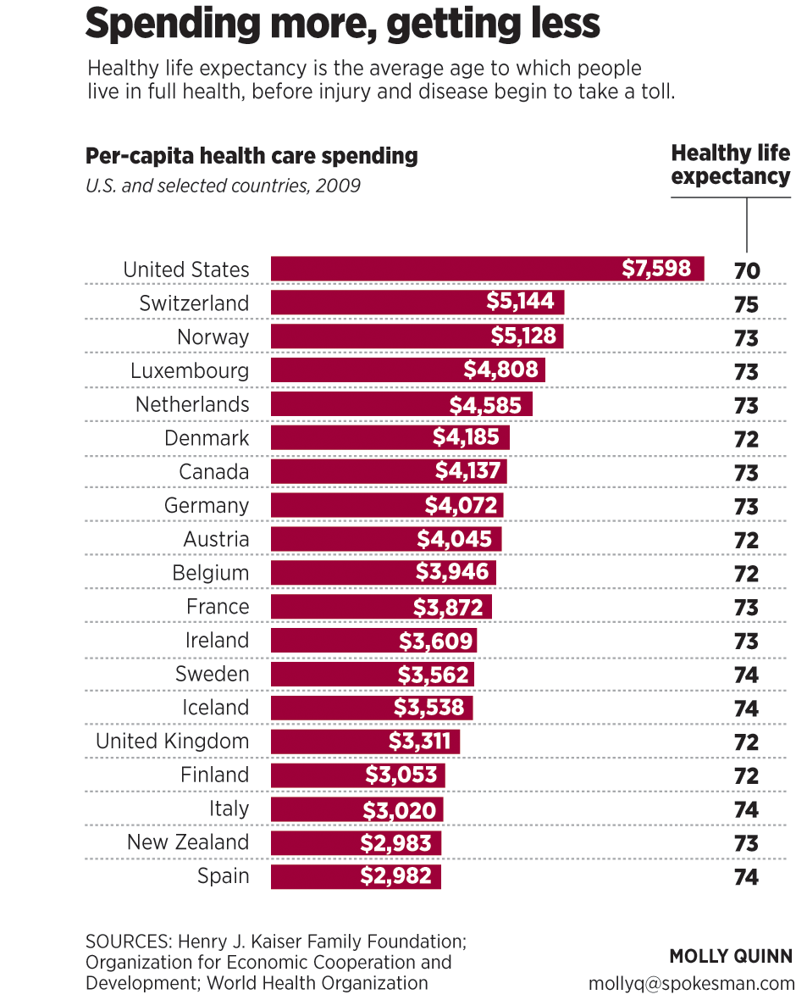 Spending more, getting less
Healthy life expectancy is the average age to which people
live in full health, before injury and disease begin to take a toll.
Per-capita health care spending
U.S. and selected countries, 2009
Healthy life
expectancy
United States $7,598 70
Switzerland $5,144 75
Norway $5,128 73
Luxembourg $4,808 73
Netherlands $4,585 73
Denmark $4,185 72
Canada $4,137 73
Germany $4,072 73
Austria $4,045 72
Belgium $3,946 72
France $3,872 73
Ireland $3,609 73
Sweden $3,562 74
Iceland $3,538 74
United Kingdom $3,311 72
Finland $3,053 72
Italy $3,020 74
New Zealand $2,983 73
Spain $2,982 74
SOURCES: Henry J. Kaiser Family Foundation;
Organization for Economic Cooperation and
Development; World Health Organization
MOLLY QUINN
mollyq@spokesman.com